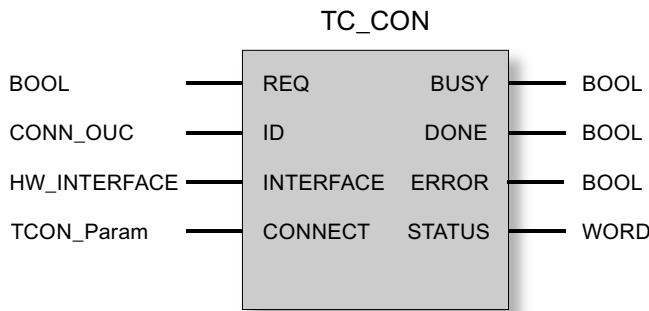 TC_CON
BOOL REQ BUSY BOOL
CONN_OUC ID DONE BOOL
HW_INTERFACE INTERFACE ERROR BOOL
TCON_Param CONNECT STATUS WORD